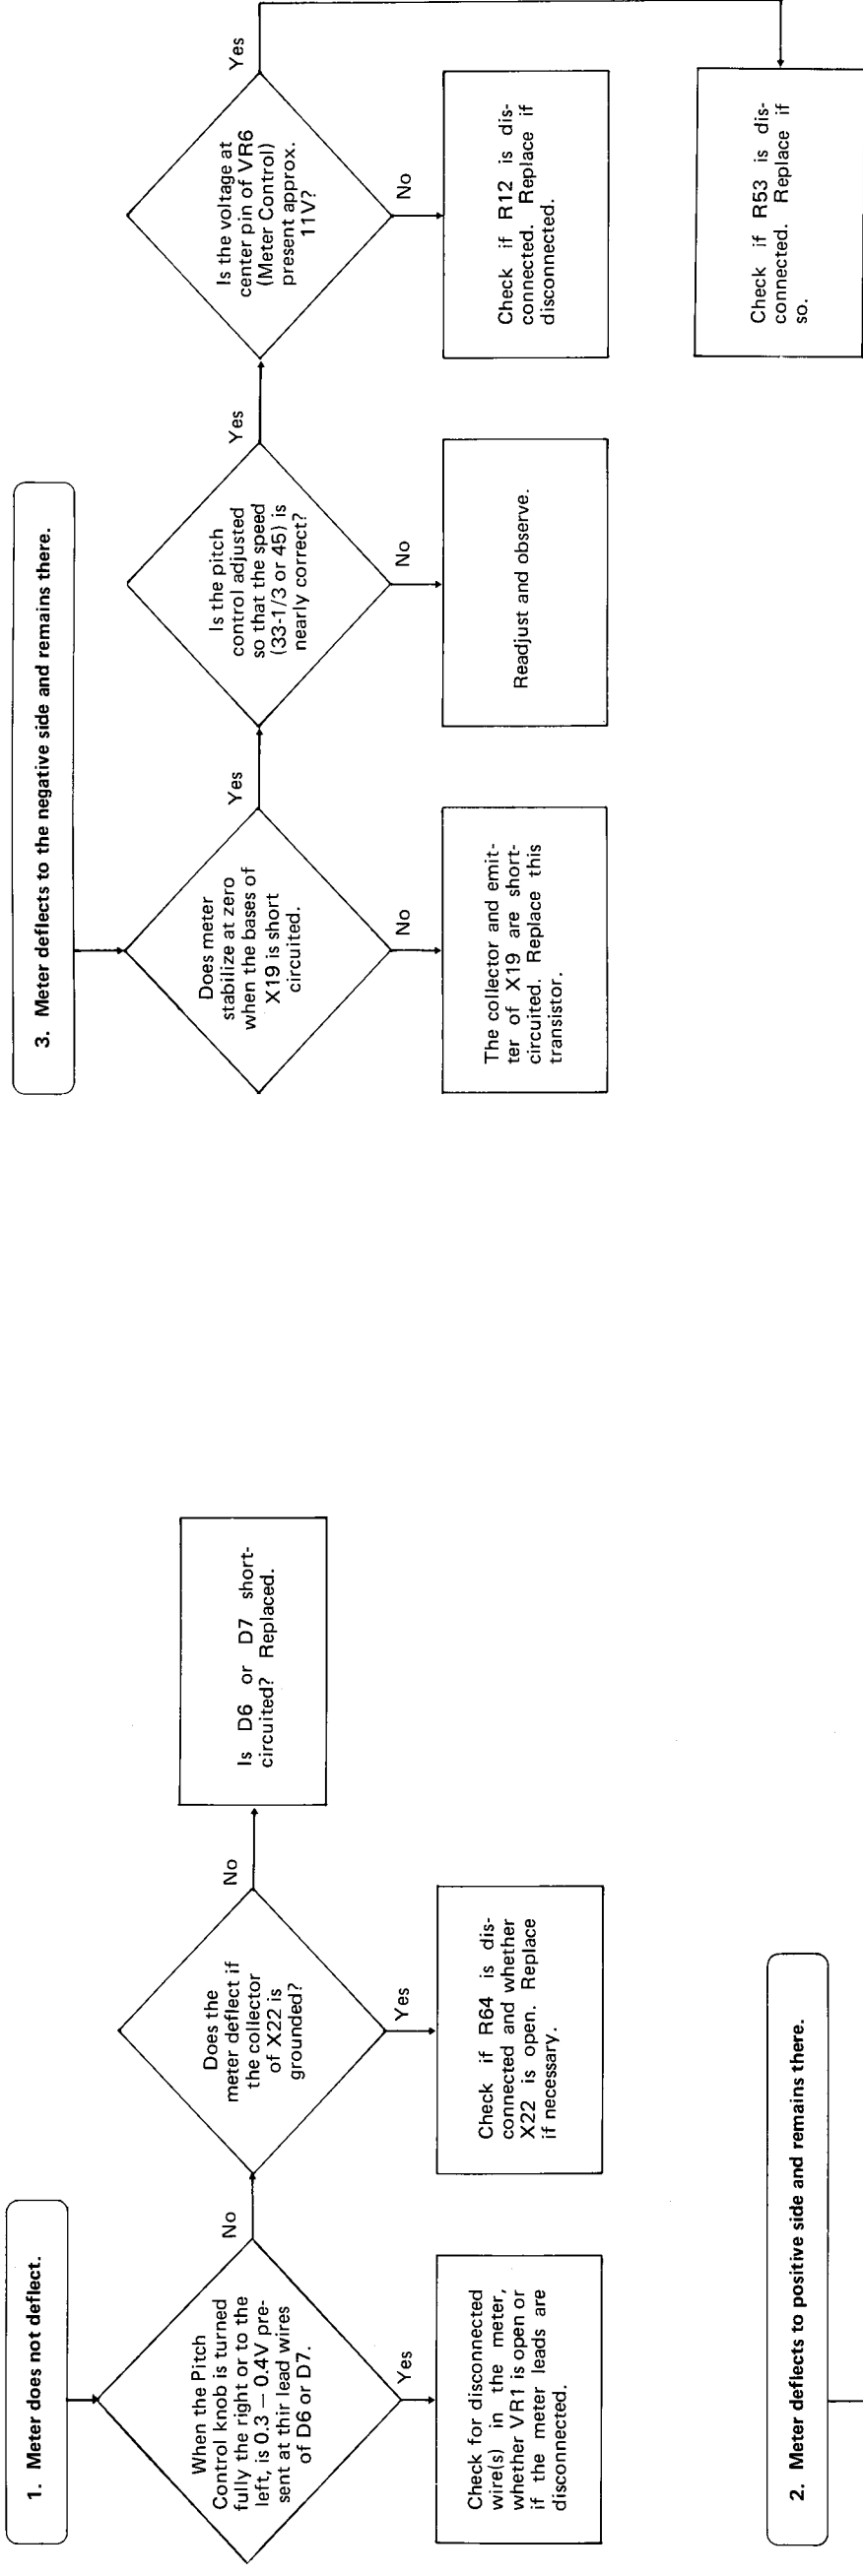 1. Meter does not deflect.
When the Pitch
Control knob is turned
fully the right or to the
left, is 0.3 – 0.4V pre-
sent at thir lead wires
of D6 or D7.
No
Yes
Check for disconnected
wire(s) in the meter,
whether VR1 is open or
if the meter leads are
disconnected.
Does the
meter deflect if
the collector
of X22 is
grounded?
No
Yes
Check if R64 is dis-
connected and whether
X22 is open. Replace
if necessary.
Is D6 or D7 short-
circuited? Replaced.
2. Meter deflects to positive side and remains there.
3. Meter deflects to the negative side and remains there.
Does meter
stabilize at zero
when the bases of
X19 is short
circuited.
Yes
No
The collector and emit-
ter of X19 are short-
circuited. Replace this
transistor.
Is the pitch
control adjusted
so that the speed
(33-1/3 or 45) is
nearly correct?
Yes
No
Readjust and observe.
Is the voltage at
center pin of VR6
(Meter Control)
present approx.
11V?
Yes
No
Check if R12 is dis-
connected. Replace if
disconnected.
Check if R53 is dis-
connected. Replace if
so.